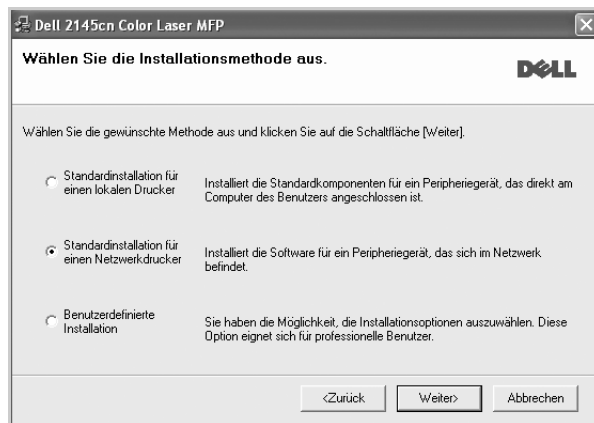 Dell 2145cn Color Laser MFP
Wählen Sie die Installationsmethode aus.
DELL
Wählen Sie die gewünschte Methode aus und klicken Sie auf die Schaltfläche [Weiter].
Standardinstallation für
einen lokalen Drucker
Installiert die Standardkomponenten für ein Peripheriegerät, das direkt am
Computer des Benutzers angeschlossen ist.
Standardinstallation für
einen Netzwerkdrucker
Installiert die Software für ein Peripheriegerät, das sich im Netzwerk
befindet.
Benutzerdefinierte
Installation
Sie haben die Möglichkeit, die Installationsoptionen auszuwählen. Diese
Option eignet sich für professionelle Benutzer.
<Zurück
Weiter>
Abbrechen